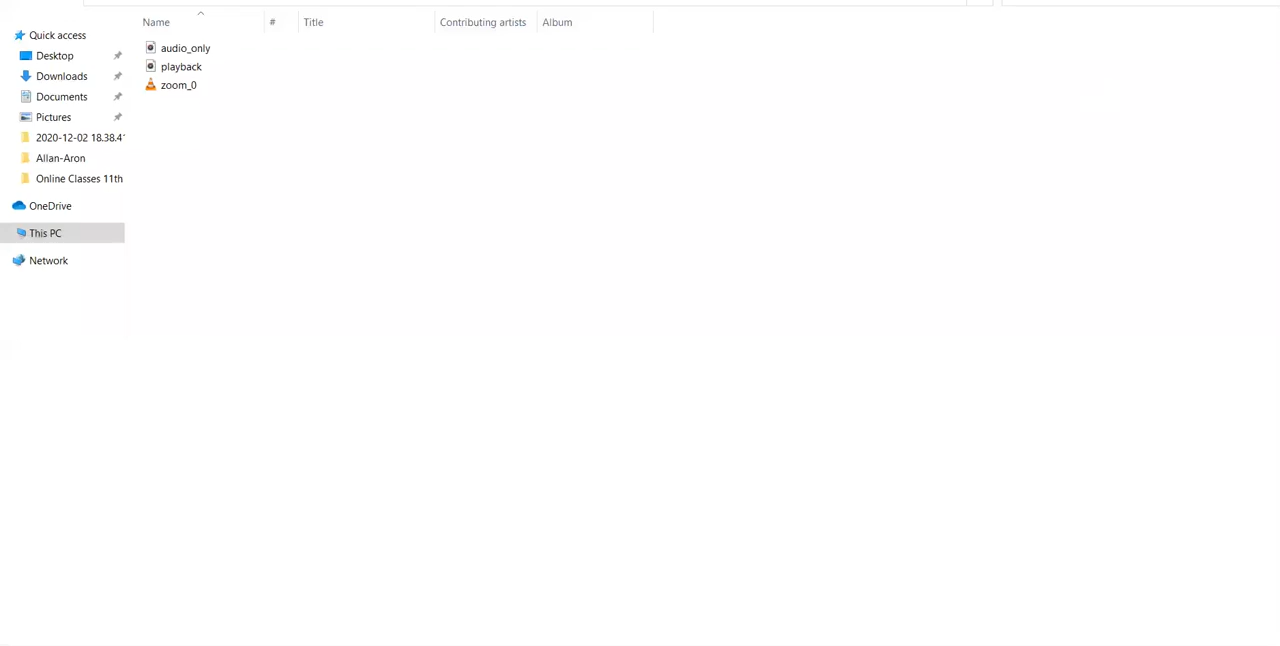 Name # Title Contributing artists Album
Quick access
Desktop
Downloads
Documents
Pictures
2020-12-02 18.38.41
Allan-Aron
Online Classes 11th
OneDrive
This PC
Network
audio_only
playback
zoom_0